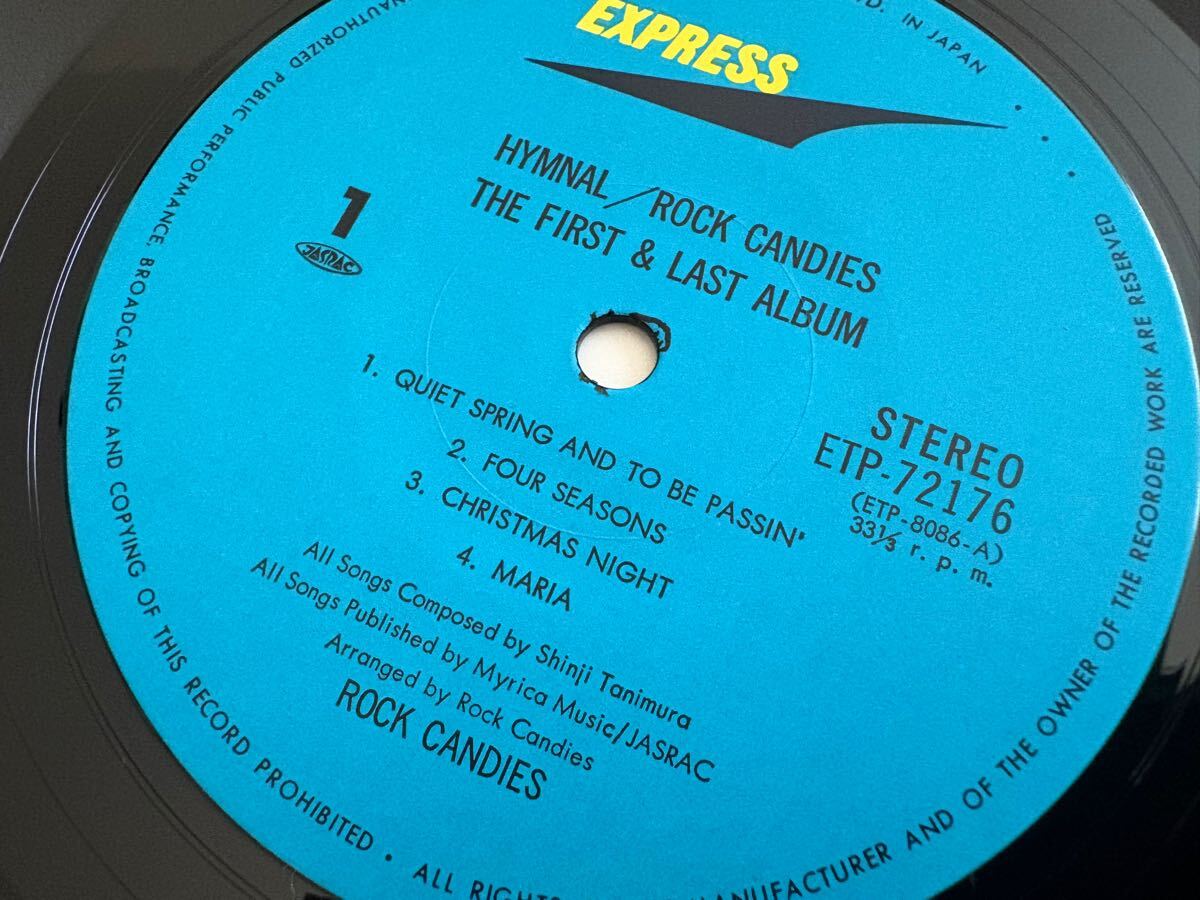 EXPRESS
HYMNAL/ROCK CANDIES
THE FIRST & LAST ALBUM
1
JASRAC
STEREO
ETP-72176
(ETP-8086-A)
33⅓ r. p. m.
1. QUIET SPRING AND TO BE PASSIN'
2. FOUR SEASONS
3. CHRISTMAS NIGHT
4. MARIA
All Songs Composed by Shinji Tanimura
All Songs Published by Myrica Music/JASRAC
Arranged by Rock Candies
ROCK CANDIES
IN JAPAN
PUBLIC PERFORMANCE, BROADCASTING AND COPYING OF THIS RECORD PROHIBITED • ALL
MANUFACTURER AND OF THE OWNER OF THE RECORDED WORK ARE RESERVED